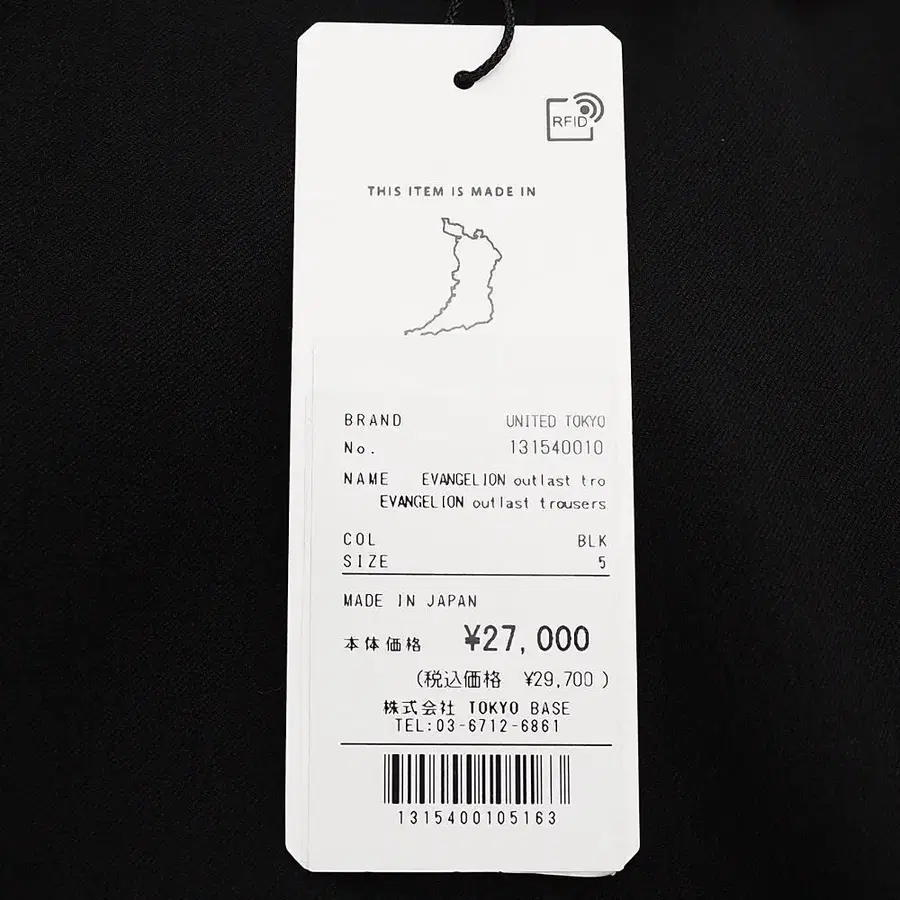 RFID
THIS ITEM IS MADE IN
BRAND UNITED TOKYO
No. 131540010
NAME EVANGELION outlast tro
EVANGELION outlast trousers
COL BLK
SIZE 5
MADE IN JAPAN
本体価格 ¥27,000
(税込価格 ¥29,700 )
株式会社 TOKYO BASE
TEL:03-6712-6861
1315400105163